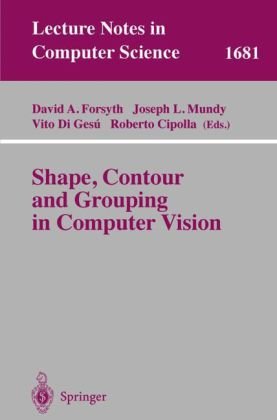 Lecture Notes in
Computer Science 1681
David A. Forsyth Joseph L. Mundy
Vito Di Gesú Roberto Cipolla (Eds.)
Shape, Contour
and Grouping
in Computer Vision
Springer